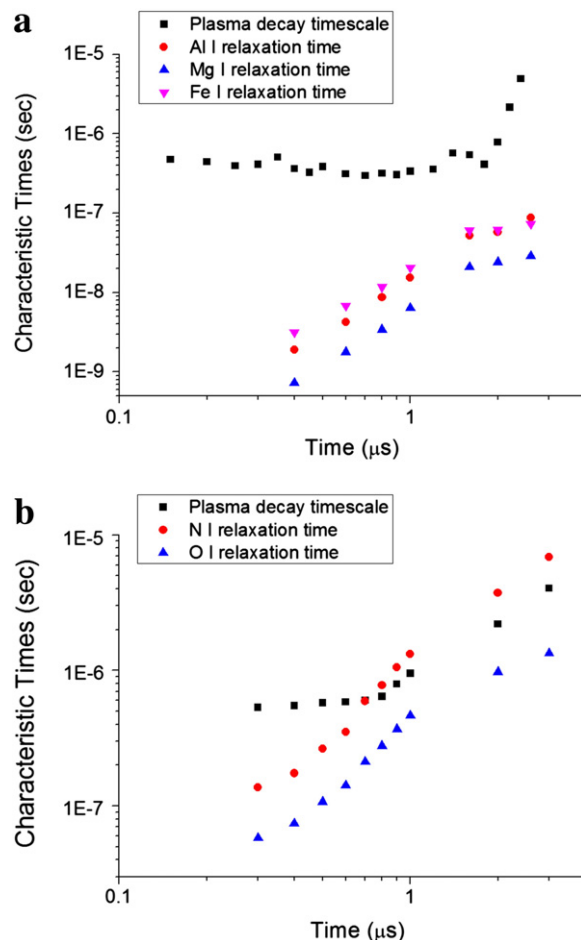 a
Plasma decay timescale
Al I relaxation time
Mg I relaxation time
Fe I relaxation time
Characteristic Times (sec)
1E-5
1E-6
1E-7
1E-8
1E-9
0.1
1
Time (μs)
b
Plasma decay timescale
N I relaxation time
O I relaxation time
Characteristic Times (sec)
1E-5
1E-6
1E-7
0.1
1
Time (μs)